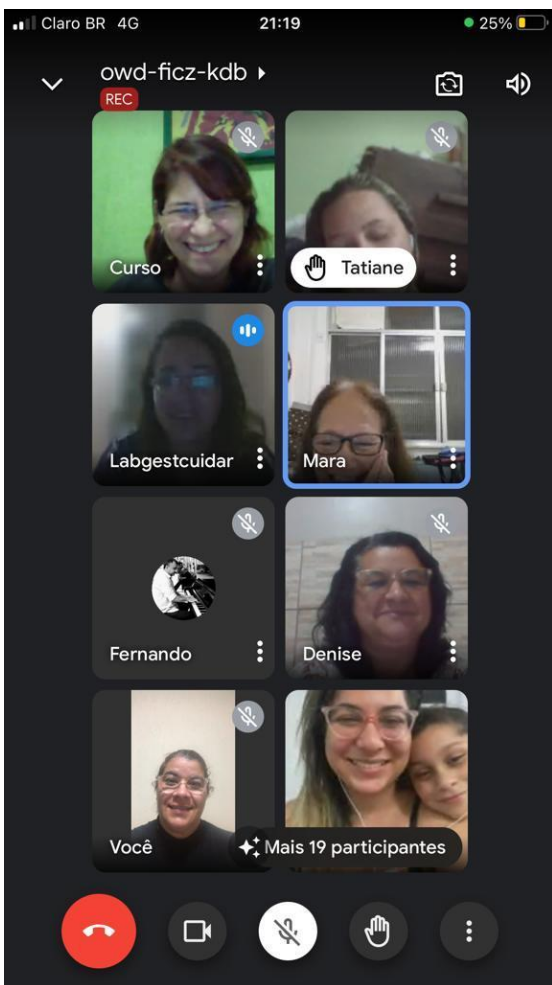 Claro BR 4G
21:19
25%
owd-ficz-kdb
REC
Curso
Tatiane
Labgestcuidar
Mara
Fernando
Denise
Você
Mais 19 participantes